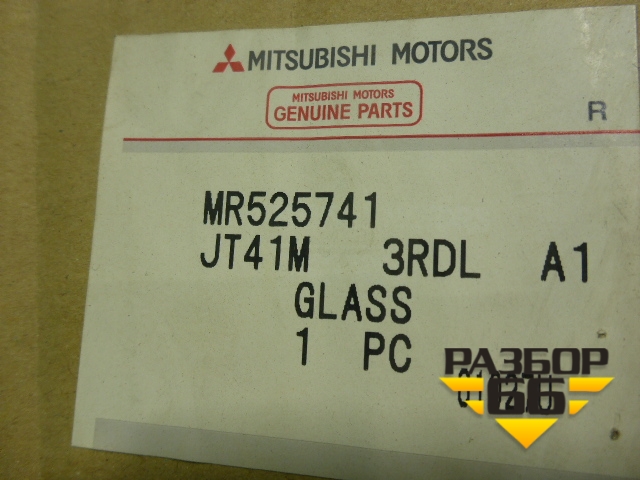 MITSUBISHI MOTORS
MITSUBISHI MOTORS
GENUINE PARTS
R
MR525741
JT41M 3RDL A1
GLASS
1 PC
РАЗБОР
66